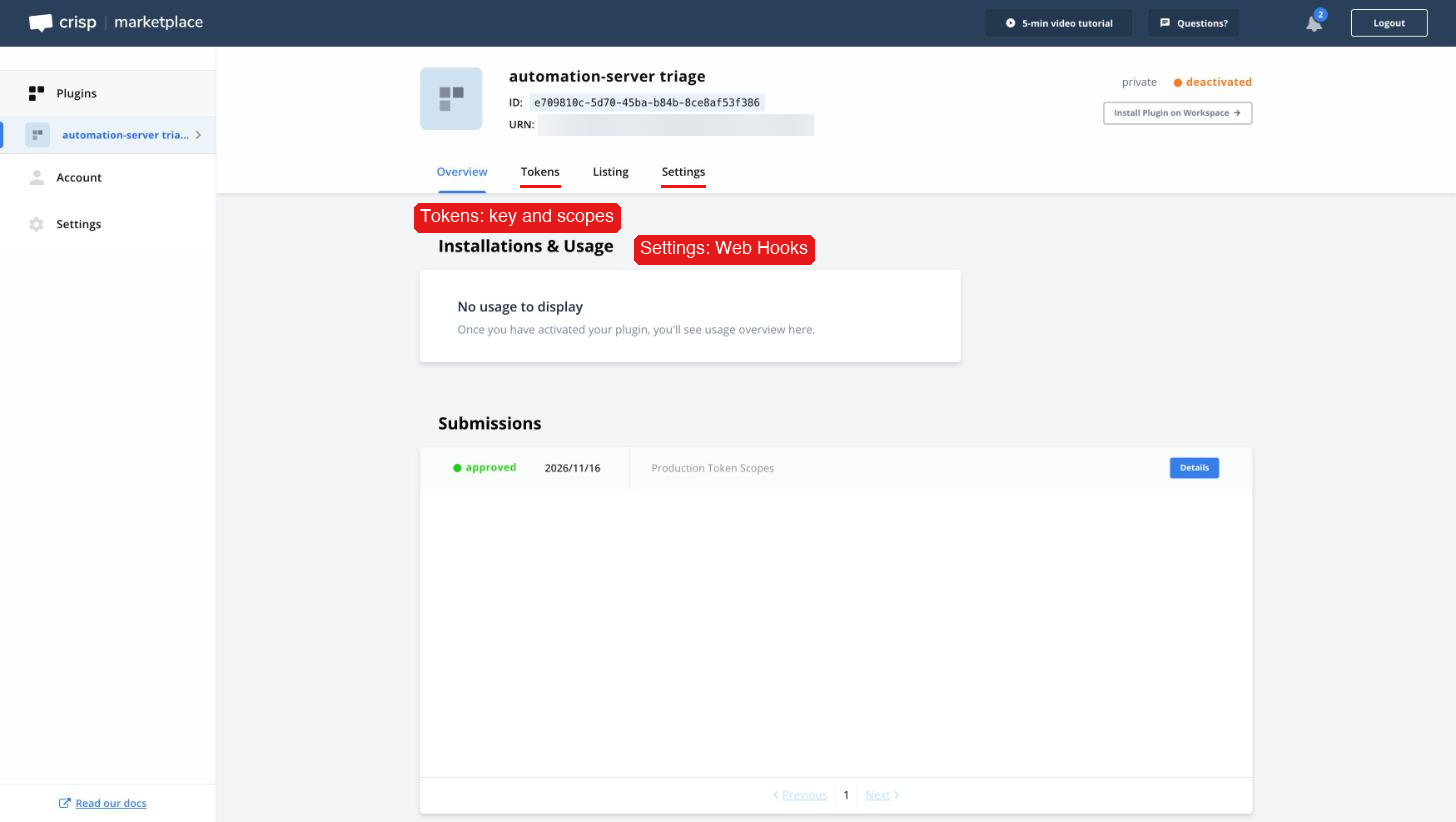 crisp | marketplace
5-min video tutorial
Questions?
2
Logout
Plugins
automation-server tria...
Account
Settings
Read our docs
automation-server triage
ID: e709810c-5d70-45ba-b84b-8ce8af53f386
URN:
private
deactivated
Install Plugin on Workspace →
Overview
Tokens
Listing
Settings
Tokens: key and scopes
Settings: Web Hooks
Installations & Usage
No usage to display
Once you have activated your plugin, you'll see usage overview here.
Submissions
approved
2026/11/16
Production Token Scopes
Details
Previous
1
Next